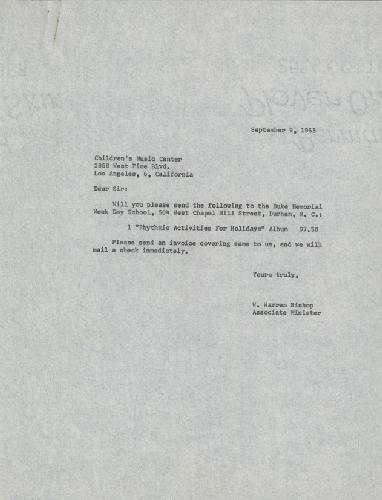 September 9, 1968
Children's Music Center
2858 West Pico Blvd.
Los Angeles, 6, California
Dear Sir:
Will you please send the following to the Duke Memorial
Week Day School, 504 West Chapel Hill Street, Durham, N. C.:
1 "Rhythmic Activities For Holidays" Album $7.58
Please send an invoice covering same to us, and we will
mail a check immediately.
Yours truly,
W. Warren Bishop
Associate Minister